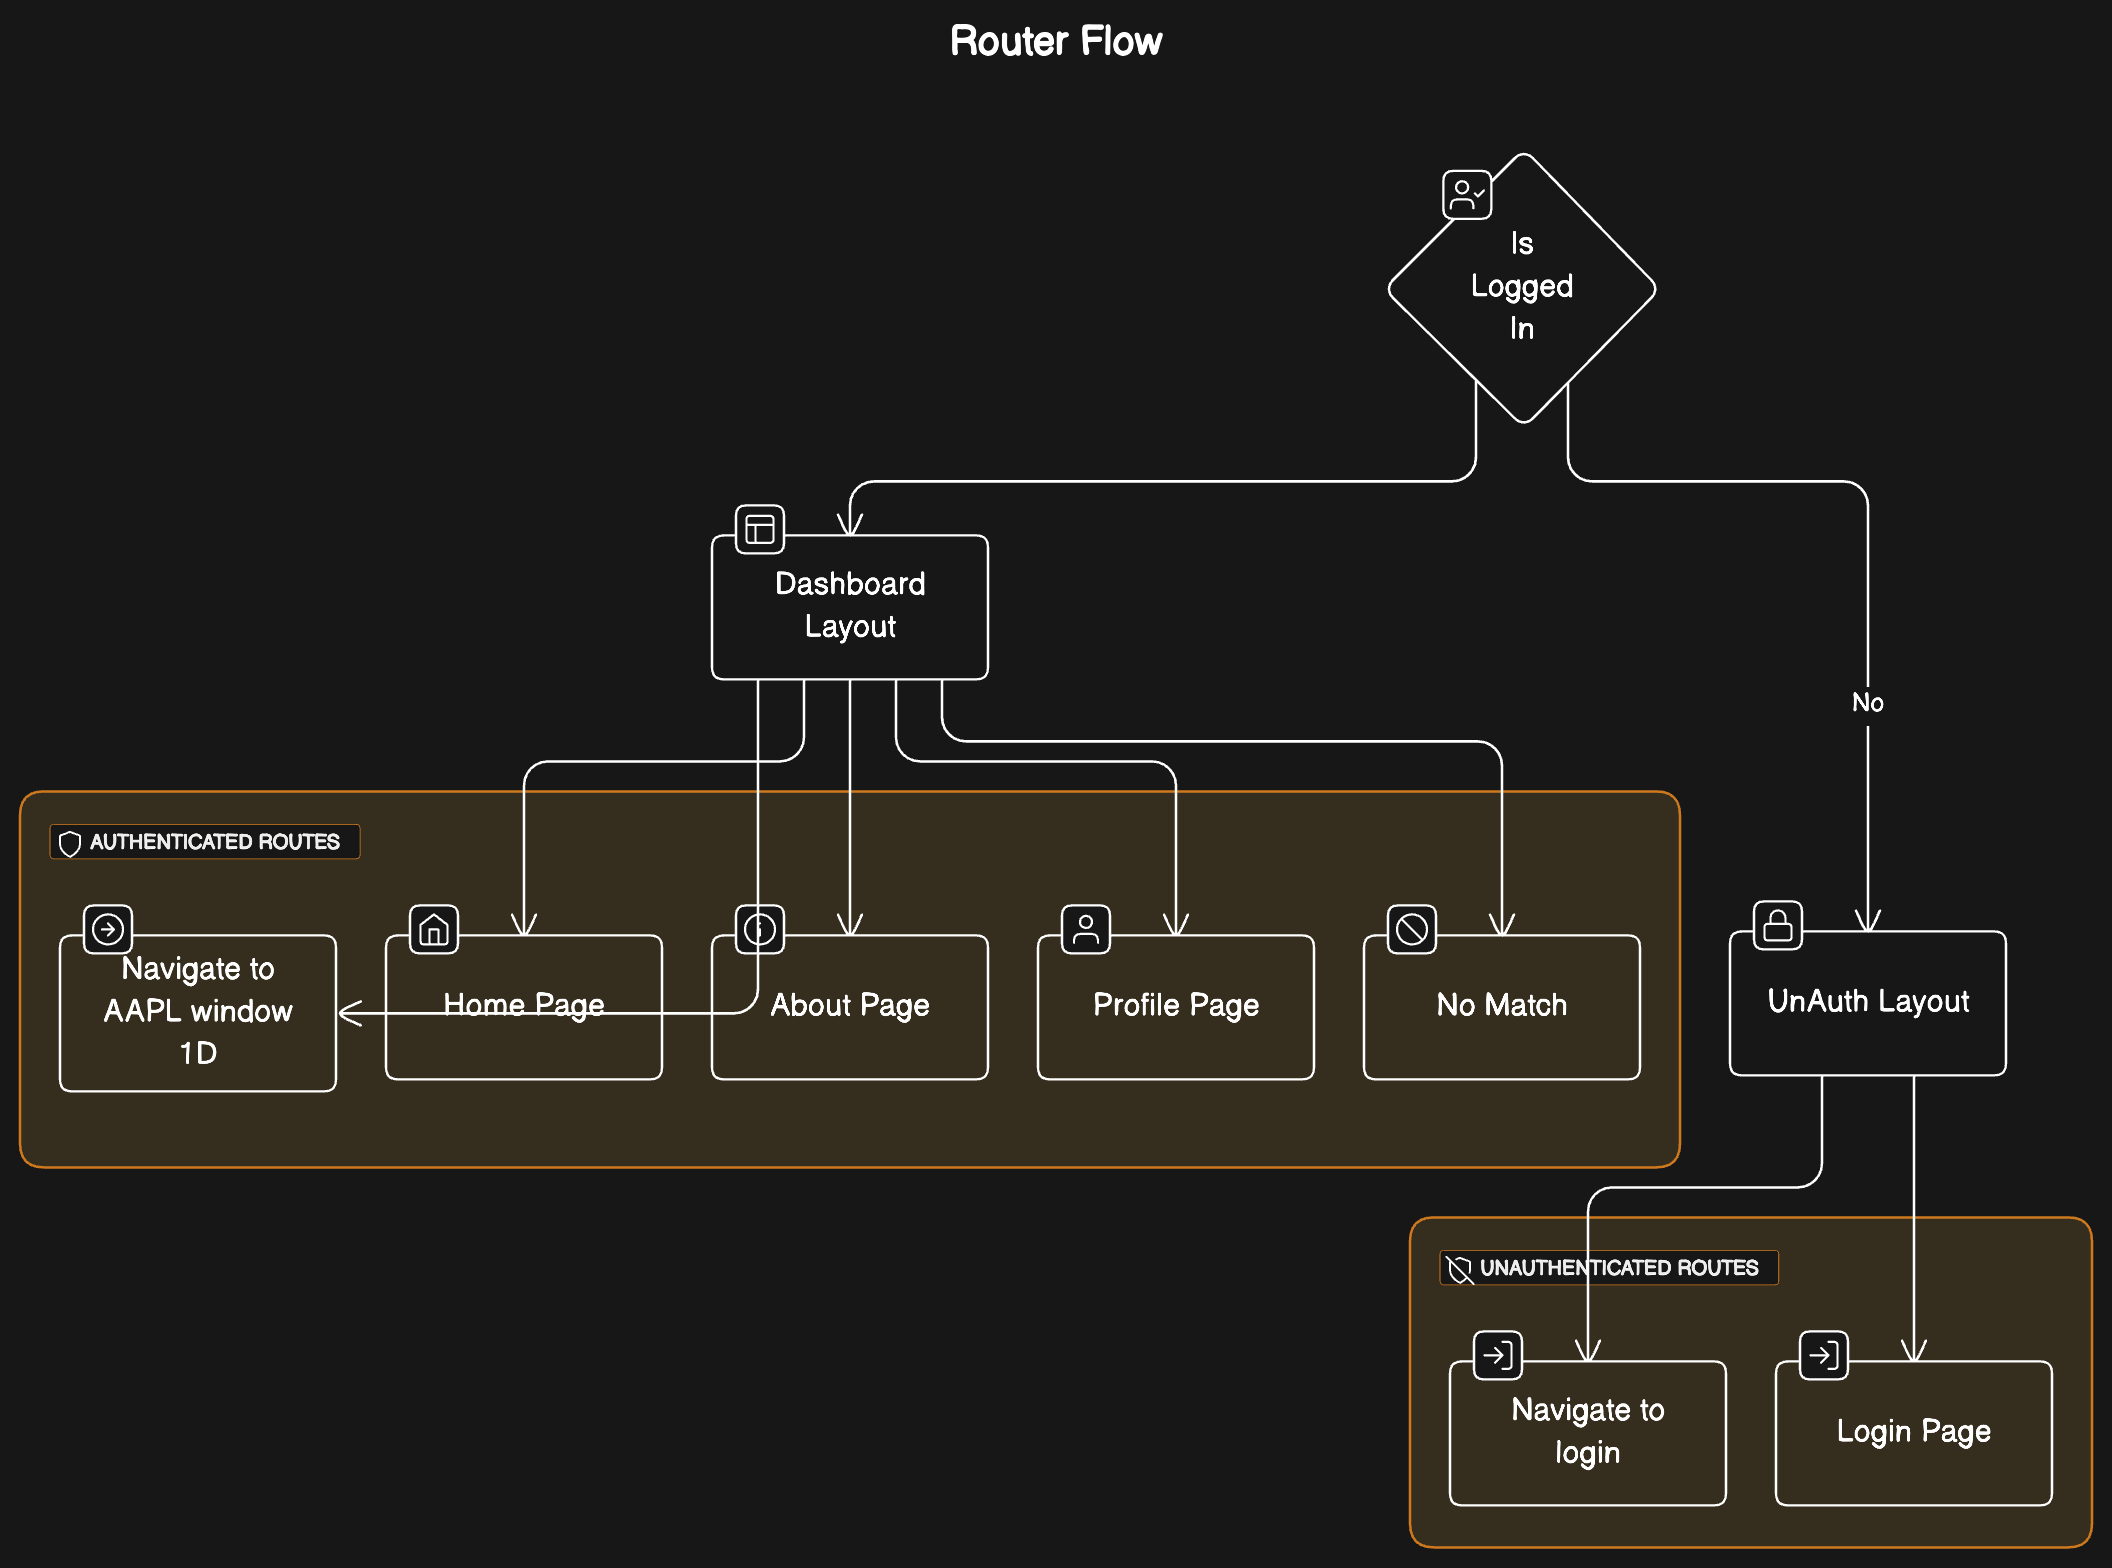 Router Flow
Is
Logged
In
Dashboard
Layout
No
AUTHENTICATED ROUTES
Navigate to
AAPL window
1D
Home Page
About Page
Profile Page
No Match
UnAuth Layout
UNAUTHENTICATED ROUTES
Navigate to
login
Login Page